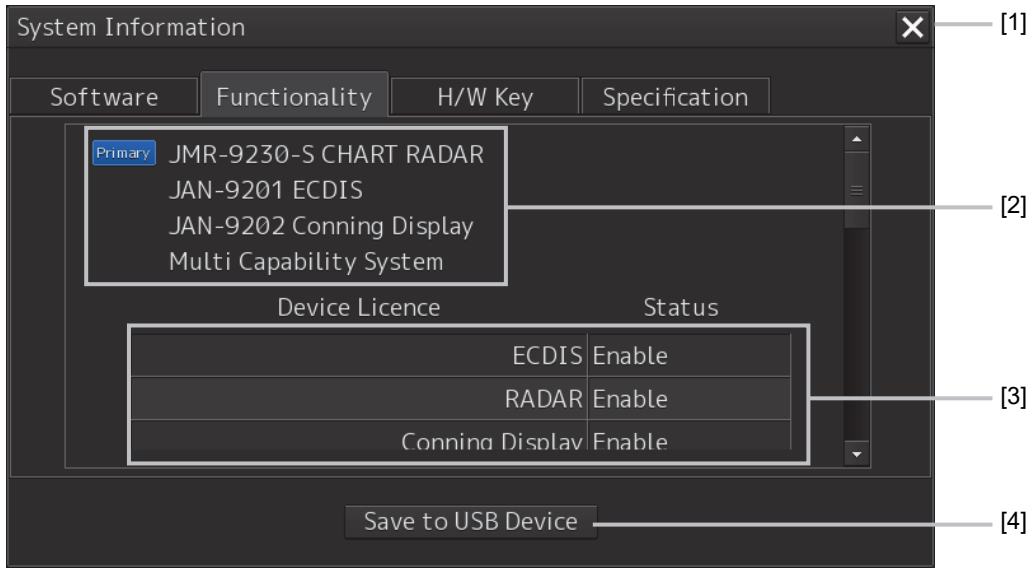 System Information
[1]
Software Functionality H/W Key Specification
Primary JMR-9230-S CHART RADAR
JAN-9201 ECDIS
[2]
JAN-9202 Conning Display
Multi Capability System
Device Licence Status
ECDIS Enable
RADAR Enable
[3]
Conning Display Enable
Save to USB Device
[4]